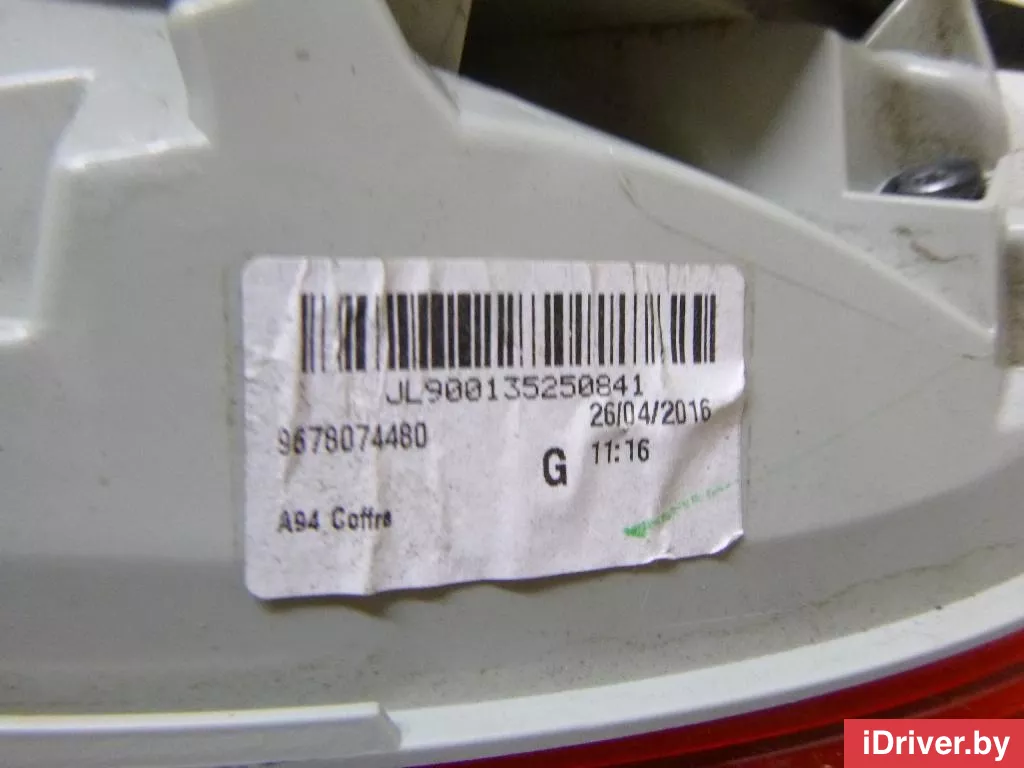 JL900135250841
26/04/2016
9678074480
G 11:16
A94 Coffre
iDriver.by